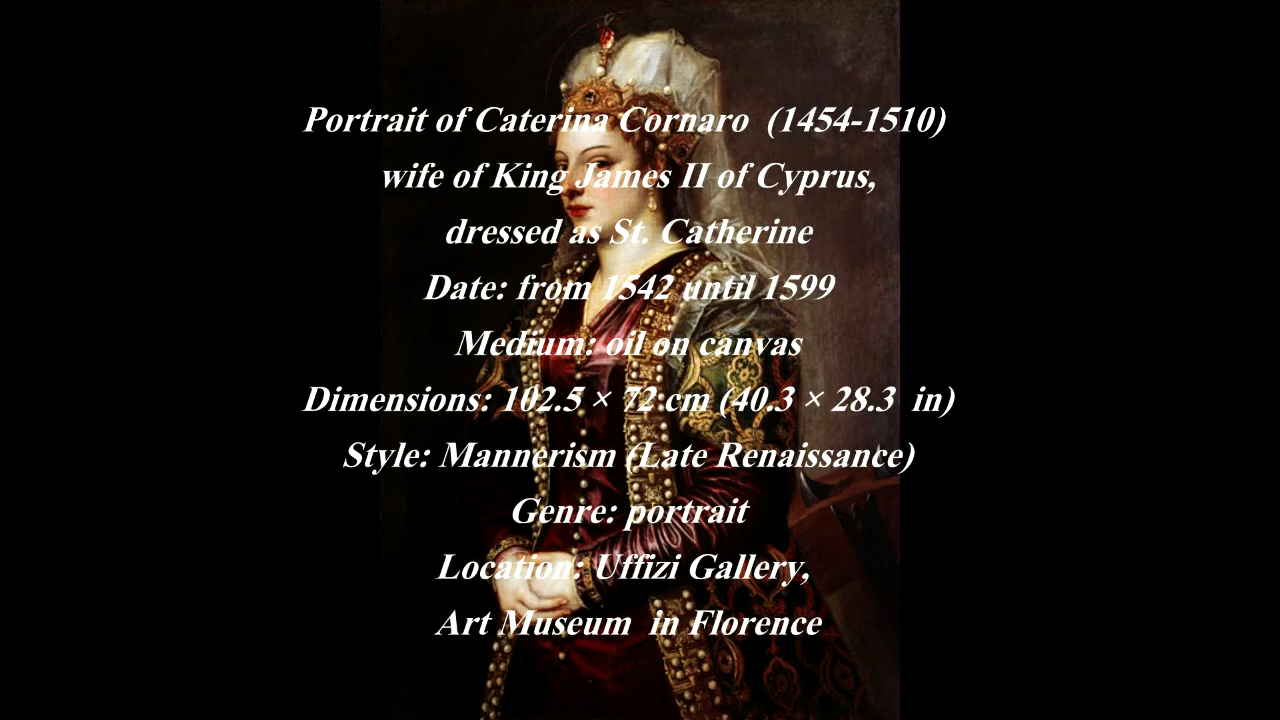 Portrait of Caterina Cornaro (1454-1510)
wife of King James II of Cyprus,
dressed as St. Catherine
Date: from 1542 until 1599
Medium: oil on canvas
Dimensions: 102.5 × 72 cm (40.3 × 28.3 in)
Style: Mannerism (Late Renaissance)
Genre: portrait
Location: Uffizi Gallery,
Art Museum in Florence